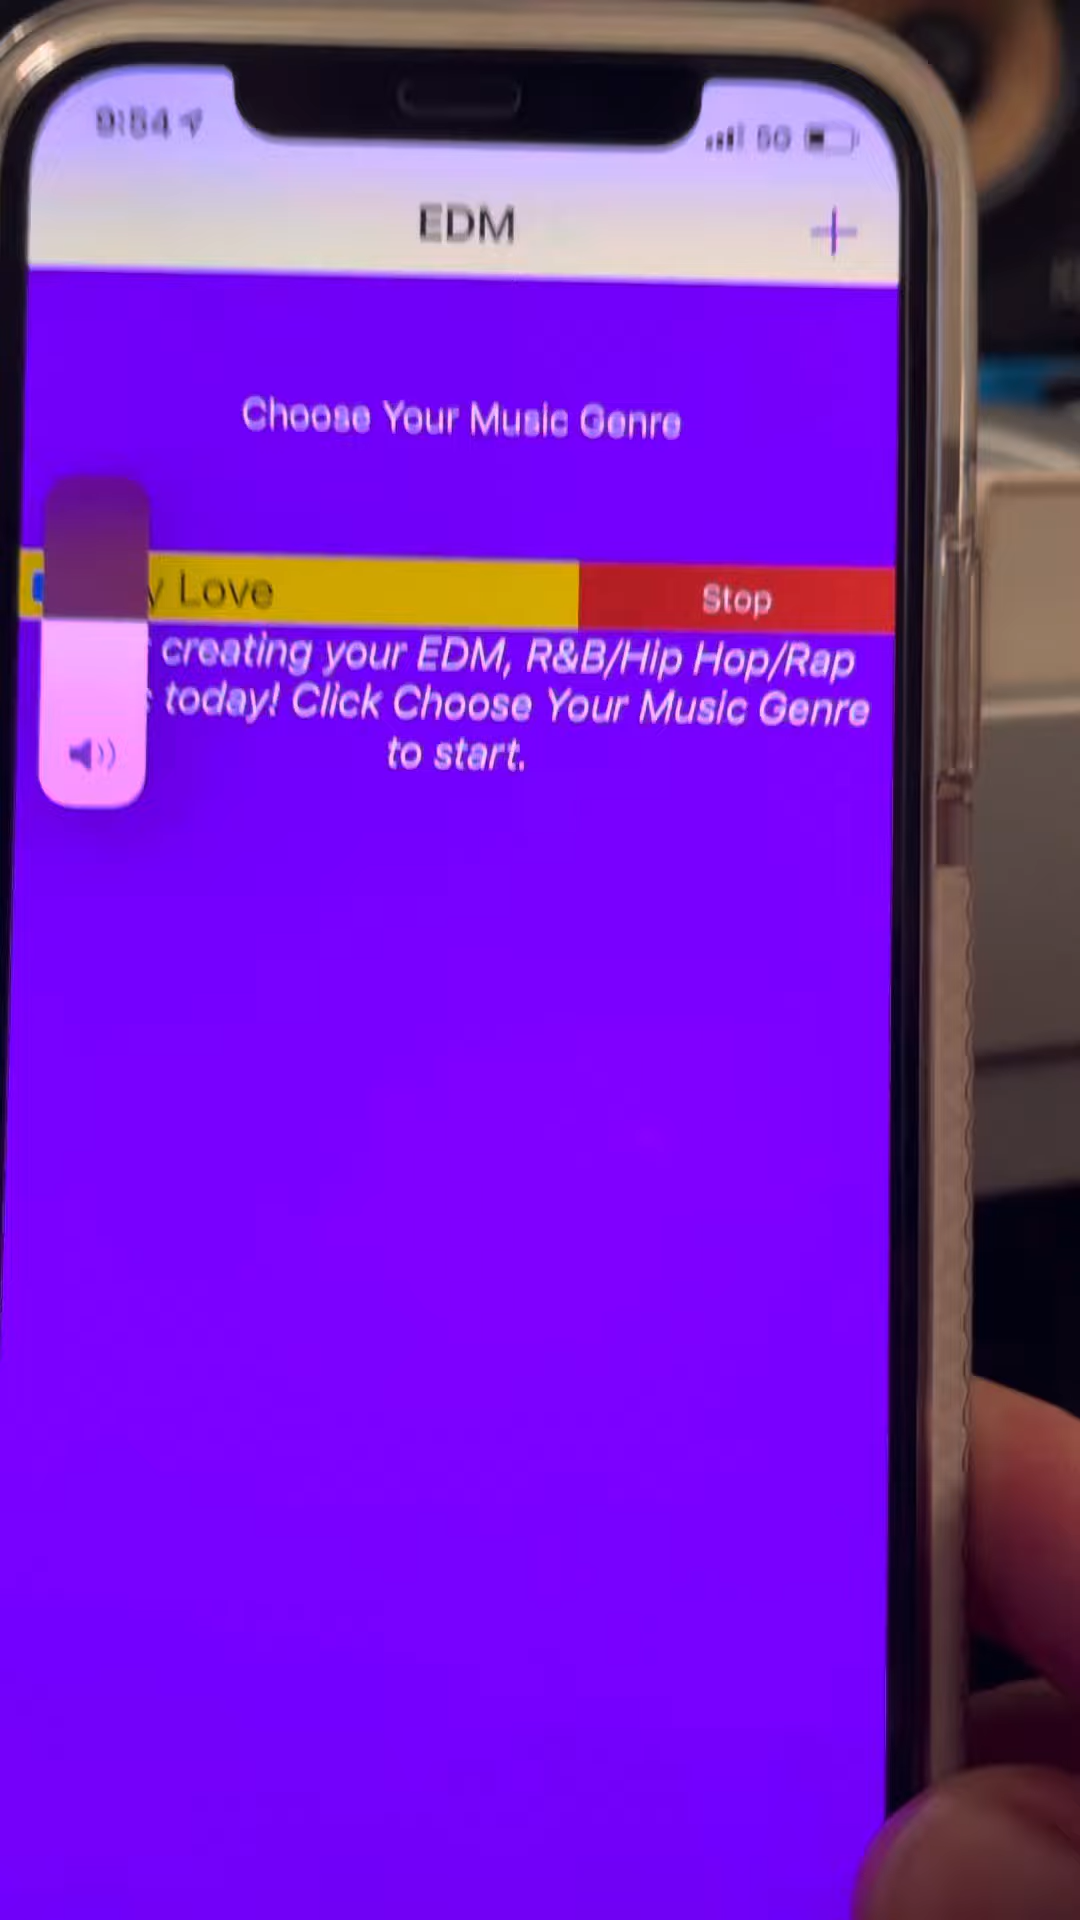 9:54
5G
EDM
Choose Your Music Genre
y Love
Stop
creating your EDM, R&B/Hip Hop/Rap
today! Click Choose Your Music Genre
to start.